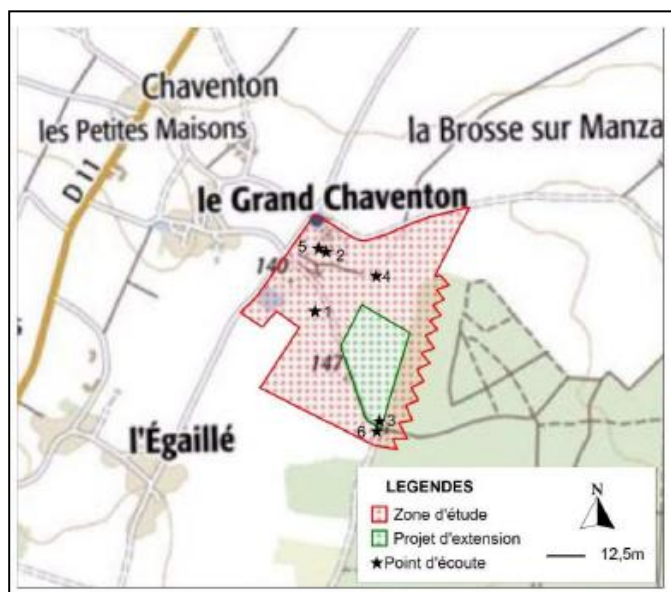 Chaventon
les Petites Maisons
la Brosse sur Manza
D 11
le Grand Chaventon
5
2
140
4
1
147
3
6
l'Égaillé
LEGENDES
Zone d'étude
Projet d'extension
Point d'écoute
N
12,5m